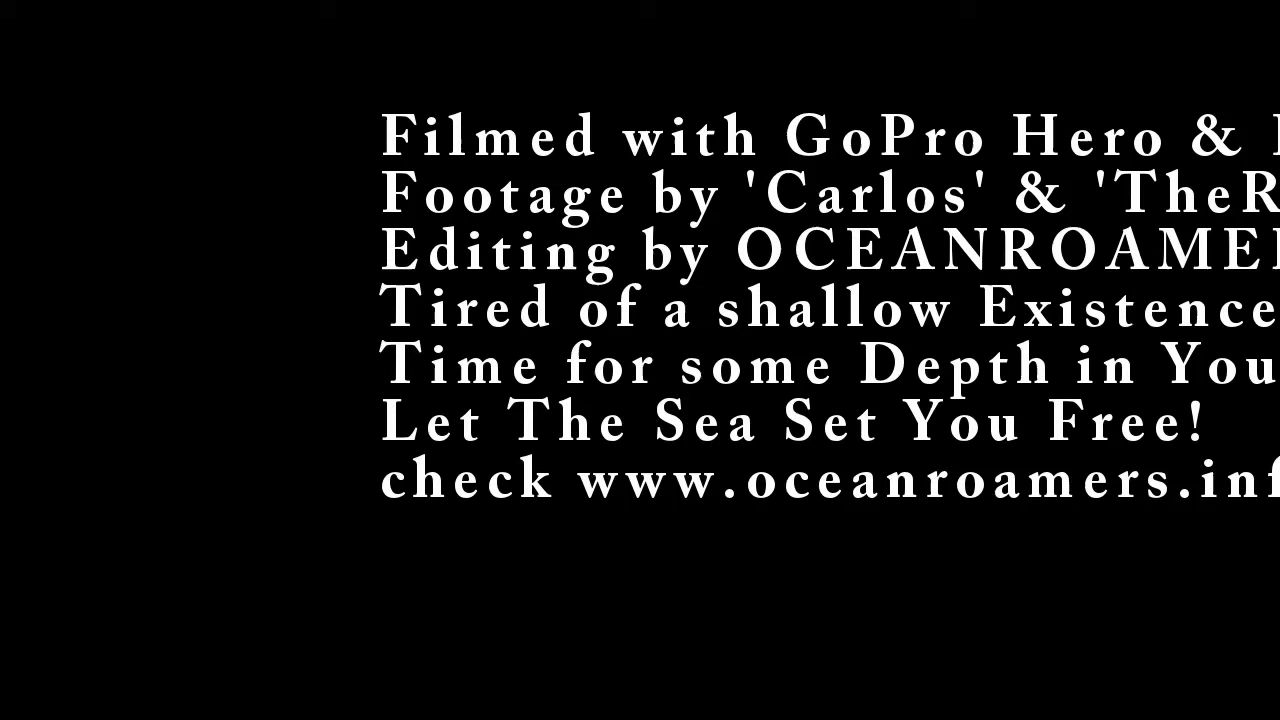 Filmed with GoPro Hero &
Footage by 'Carlos' & 'TheR
Editing by OCEANROAMER
Tired of a shallow Existence
Time for some Depth in You
Let The Sea Set You Free!
check www.oceanroamers.inf